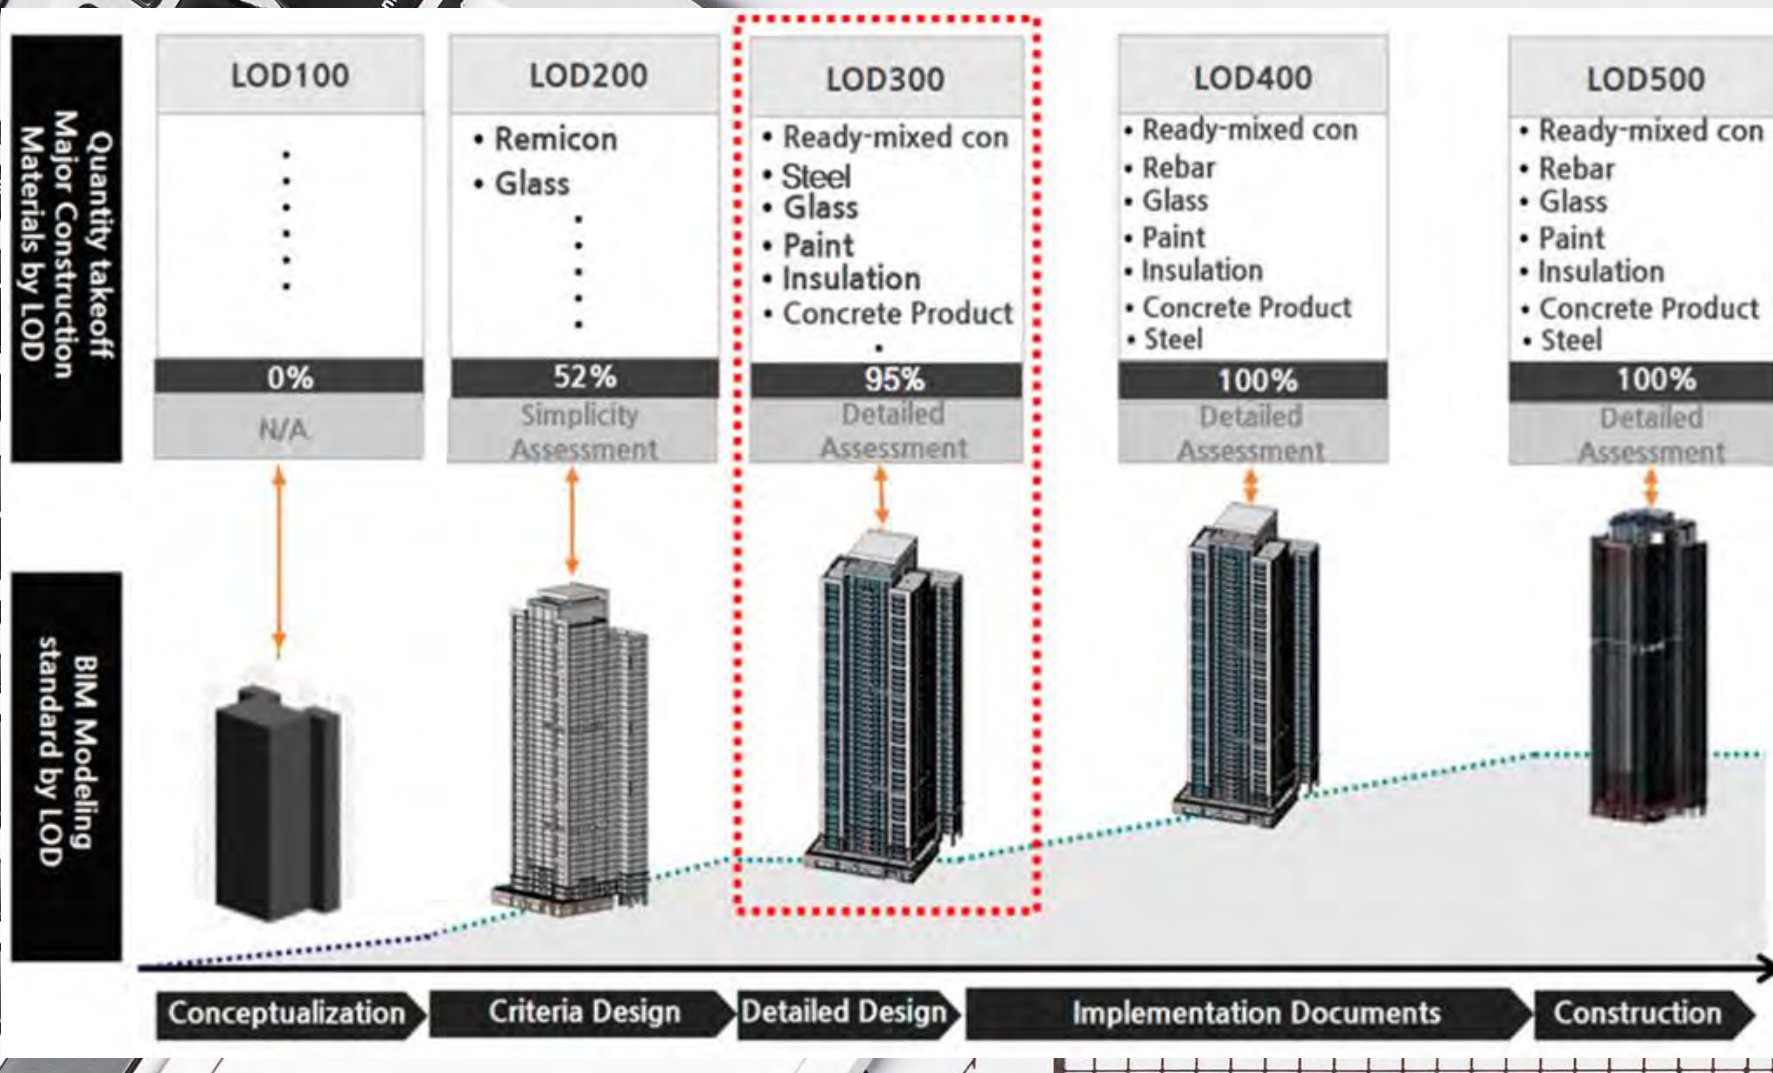 Quantity takeoff
Major Construction
Materials by LOD
LOD100
0%
N/A
LOD200
• Remicon
• Glass
52%
Simplicity
Assessment
LOD300
• Ready-mixed con
• Steel
• Glass
• Paint
• Insulation
• Concrete Product
95%
Detailed
Assessment
LOD400
• Ready-mixed con
• Rebar
• Glass
• Paint
• Insulation
• Concrete Product
• Steel
100%
Detailed
Assessment
LOD500
• Ready-mixed con
• Rebar
• Glass
• Paint
• Insulation
• Concrete Product
• Steel
100%
Detailed
Assessment
BIM Modeling
standard by LOD
Conceptualization
Criteria Design
Detailed Design
Implementation Documents
Construction